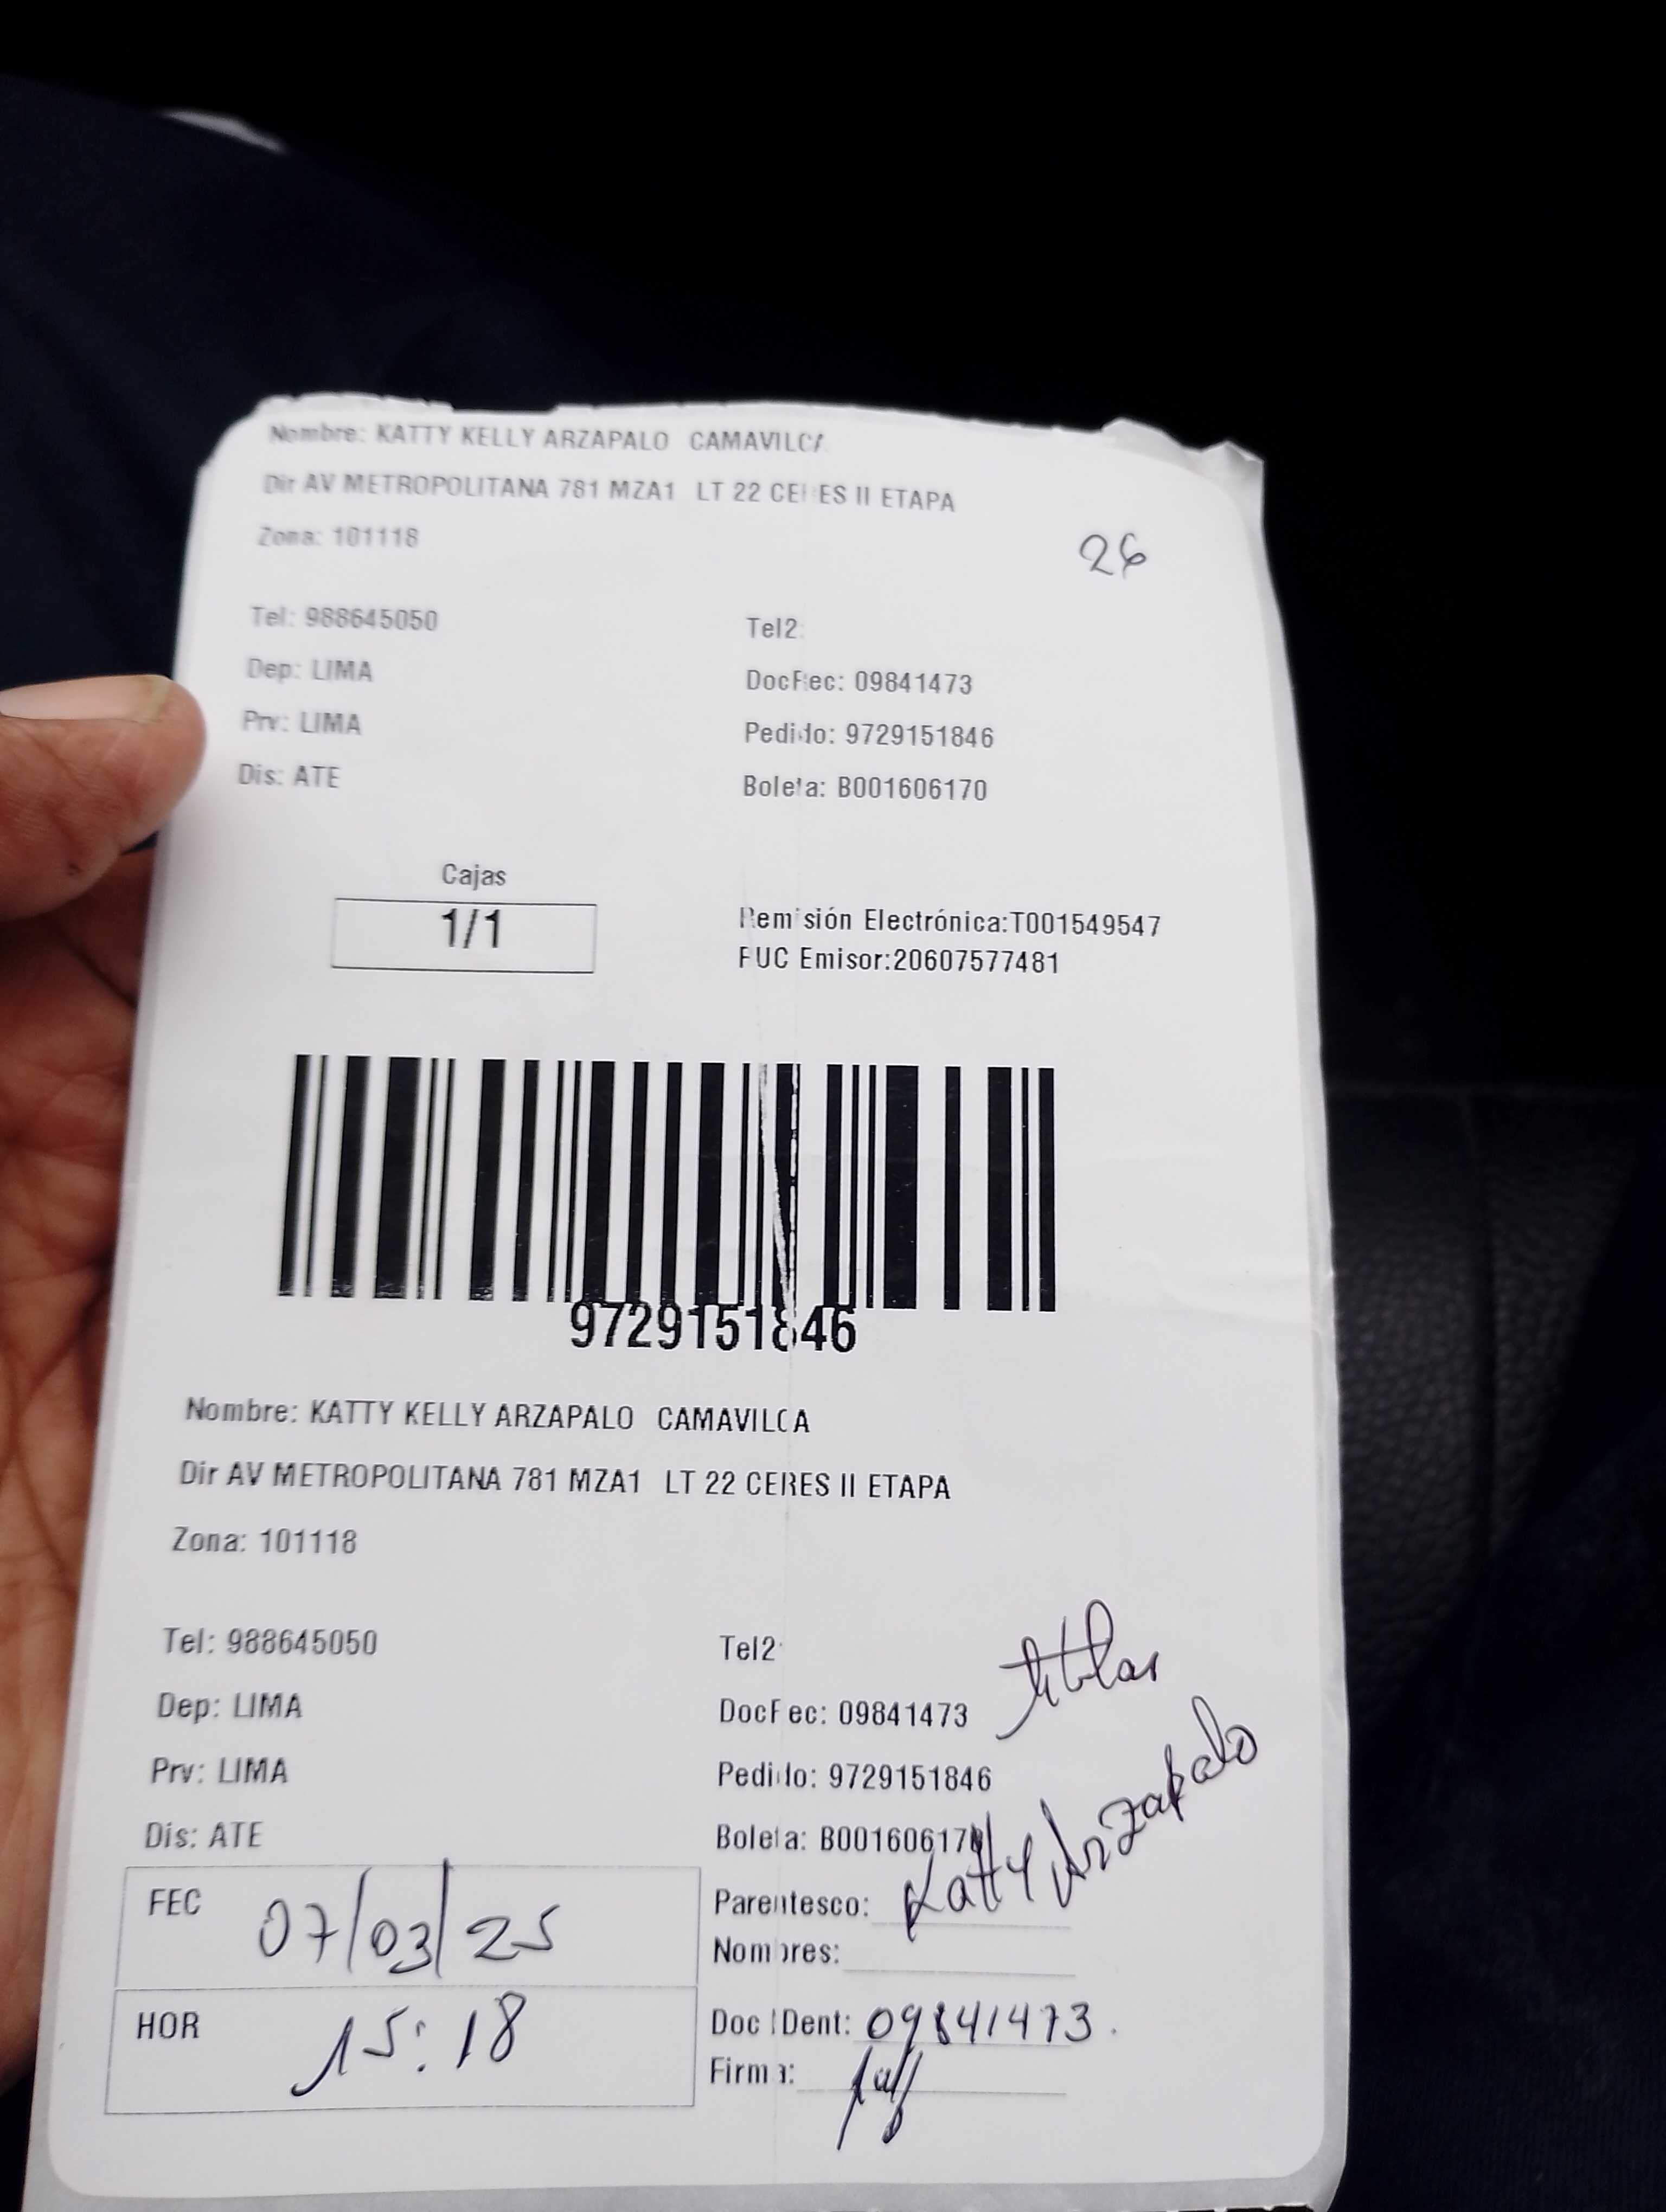 Nombre: KATTY KELLY ARZAPALO CAMAVILCA
Dir AV METROPOLITANA 781 MZA1 LT 22 CERES II ETAPA
Zona: 101118
26
Tel: 988645050 Tel2:
Dep: LIMA DocRec: 09841473
Prv: LIMA Pedido: 9729151846
Dis: ATE Boleta: B001606170
Cajas
1/1
Remisión Electrónica:T001549547
RUC Emisor:20607577481
9729151846
Nombre: KATTY KELLY ARZAPALO CAMAVILCA
Dir AV METROPOLITANA 781 MZA1 LT 22 CERES II ETAPA
Zona: 101118
Tel: 988645050 Tel2:
titular
Dep: LIMA DocRec: 09841473
Prv: LIMA Pedido: 9729151846
Dis: ATE Boleta: B001606170
FEC 07/03/25
Parentesco: Katty Arzapalo
Nombres:
HOR 15:18
Doc IDent: 09841473.
Firma: